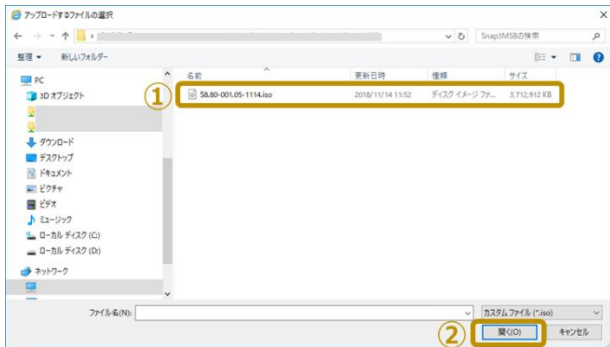 アップロードするファイルの選択
Snap3MSBの検索
整理
新しいフォルダー
名前
更新日時
種類
サイズ
①
S8.80-001.05-1114.iso
2018/11/14 11:52
ディスク イメージ ファ...
3,712,912 KB
PC
3D オブジェクト
ダウンロード
デスクトップ
ドキュメント
ピクチャ
ビデオ
ミュージック
ローカル ディスク (C:)
ローカル ディスク (D:)
ネットワーク
ファイル名(N):
カスタム ファイル (*.iso)
②
開く(O)
キャンセル